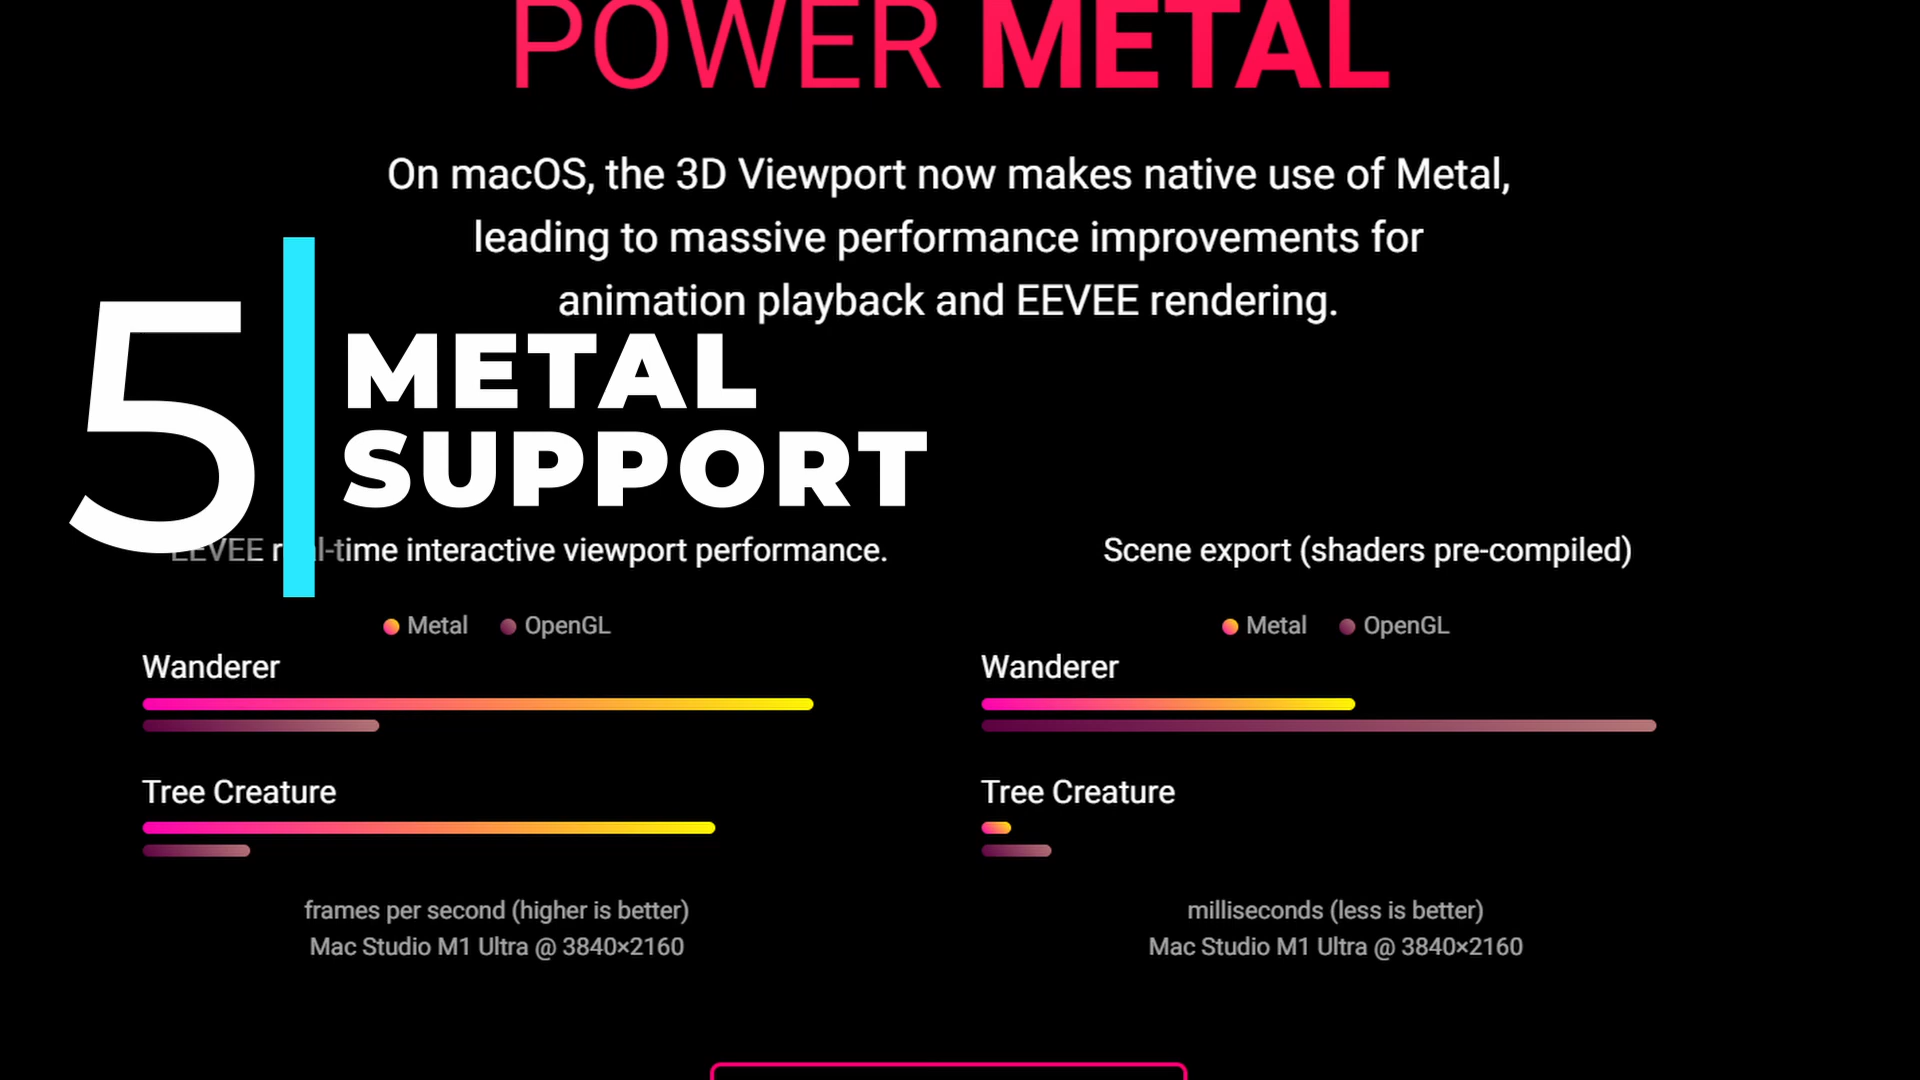 POWER METAL
On macOS, the 3D Viewport now makes native use of Metal,
leading to massive performance improvements for
animation playback and EEVEE rendering.
5
METAL
SUPPORT
EEVEE real-time interactive viewport performance.
Metal OpenGL
Wanderer
Tree Creature
frames per second (higher is better)
Mac Studio M1 Ultra @ 3840×2160
Scene export (shaders pre-compiled)
Metal OpenGL
Wanderer
Tree Creature
milliseconds (less is better)
Mac Studio M1 Ultra @ 3840×2160